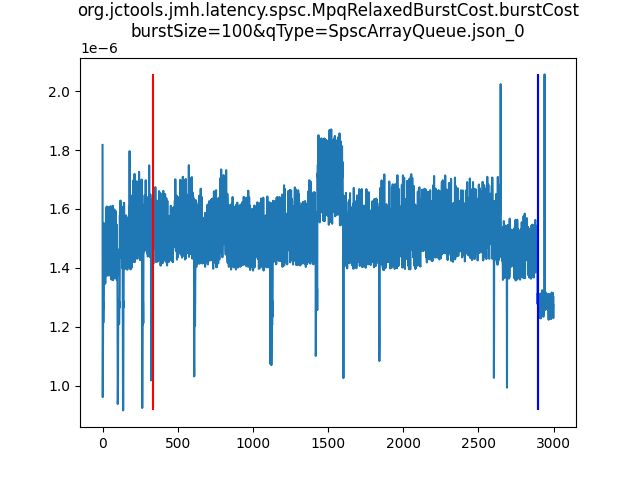 org.jctools.jmh.latency.spsc.MpqRelaxedBurstCost.burstCost
burstSize=100&qType=SpscArrayQueue.json_0
1e−6
2.0
1.8
1.6
1.4
1.2
1.0
0 500 1000 1500 2000 2500 3000